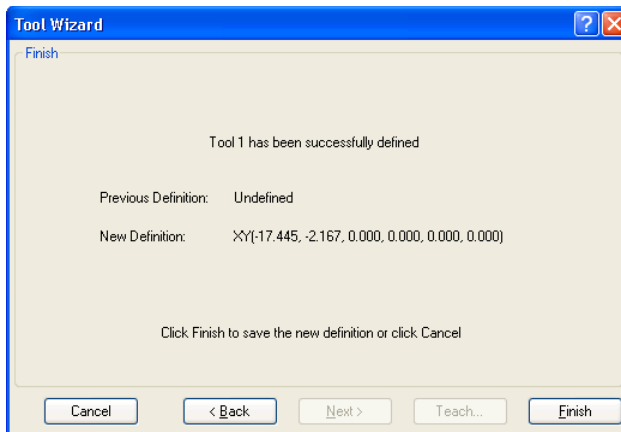 Tool Wizard
Finish
Tool 1 has been successfully defined
Previous Definition: Undefined
New Definition: XY(-17.445, -2.167, 0.000, 0.000, 0.000, 0.000)
Click Finish to save the new definition or click Cancel
Cancel < Back Next > Teach... Finish